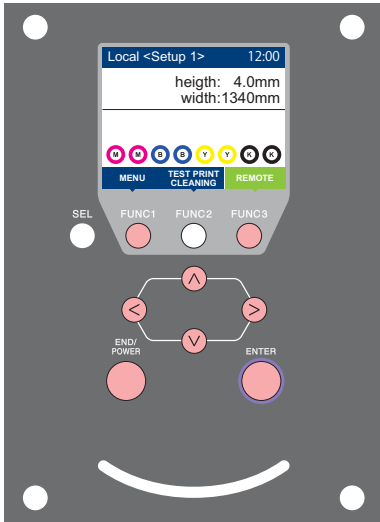 Local <Setup 1> 12:00
heigth: 4.0mm
width:1340mm
M M B B Y Y K K
MENU TEST PRINT CLEANING REMOTE
SEL FUNC1 FUNC2 FUNC3
END/
POWER
ENTER